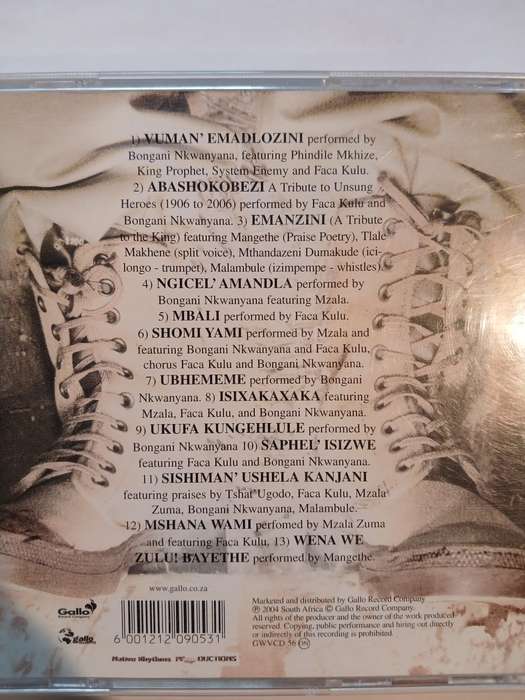 1) VUMAN' EMADLOZINI performed by
Bongani Nkwanyana, featuring Phindile Mkhize,
King Prophet, System Enemy and Faca Kulu.
2) ABASHOKOBEZI A Tribute to Unsung
Heroes (1906 to 2006) performed by Faca Kulu and
Bongani Nkwanyana. 3) EMANZINI (A Tribute
to the King) featuring Mangethe (Praise Poetry), Tlale
Makhene (split voice), Mthandazeni Dumakude (ici-
longo - trumpet), Malambule (izimpempe - whistles).
4) NGICEL' AMANDLA performed by
Bongani Nkwanyana featuring Mzala.
5) MBALI performed by Faca Kulu.
6) SHOMI YAMI performed by Mzala and
featuring Bongani Nkwanyana and Faca Kulu,
chorus Faca Kulu and Bongani Nkwanyana.
7) UBHEMEME performed by Bongani
Nkwanyana. 8) ISIXAKAXAKA featuring
Mzala, Faca Kulu, and Bongani Nkwanyana.
9) UKUFA KUNGEHLULE performed by
Bongani Nkwanyana 10) SAPHEL' ISIZWE
featuring Faca Kulu and Bongani Nkwanyana.
11) SISHIMAN' USHELA KANJANI
featuring praises by Tshat'Ugodo, Faca Kulu, Mzala
Zuma, Bongani Nkwanyana, Malambule.
12) MSHANA WAMI perfomed by Mzala Zuma
and featuring Faca Kulu, 13) WENA WE
ZULU! BAYETHE performed by Mangethe.
www.gallo.co.za
Gallo
Record Company
gallo
6 001212 090531
Native Rhythms PR DUCTIONS
Marketed and distributed by Gallo Record Company.
℗ 2004 South Africa © Gallo Record Company.
All rights of the producer and the owner of the work produced
reserved. Copying, public performance and hiring out directly
or indirectly of this recording is prohibited.
GWVCD 56